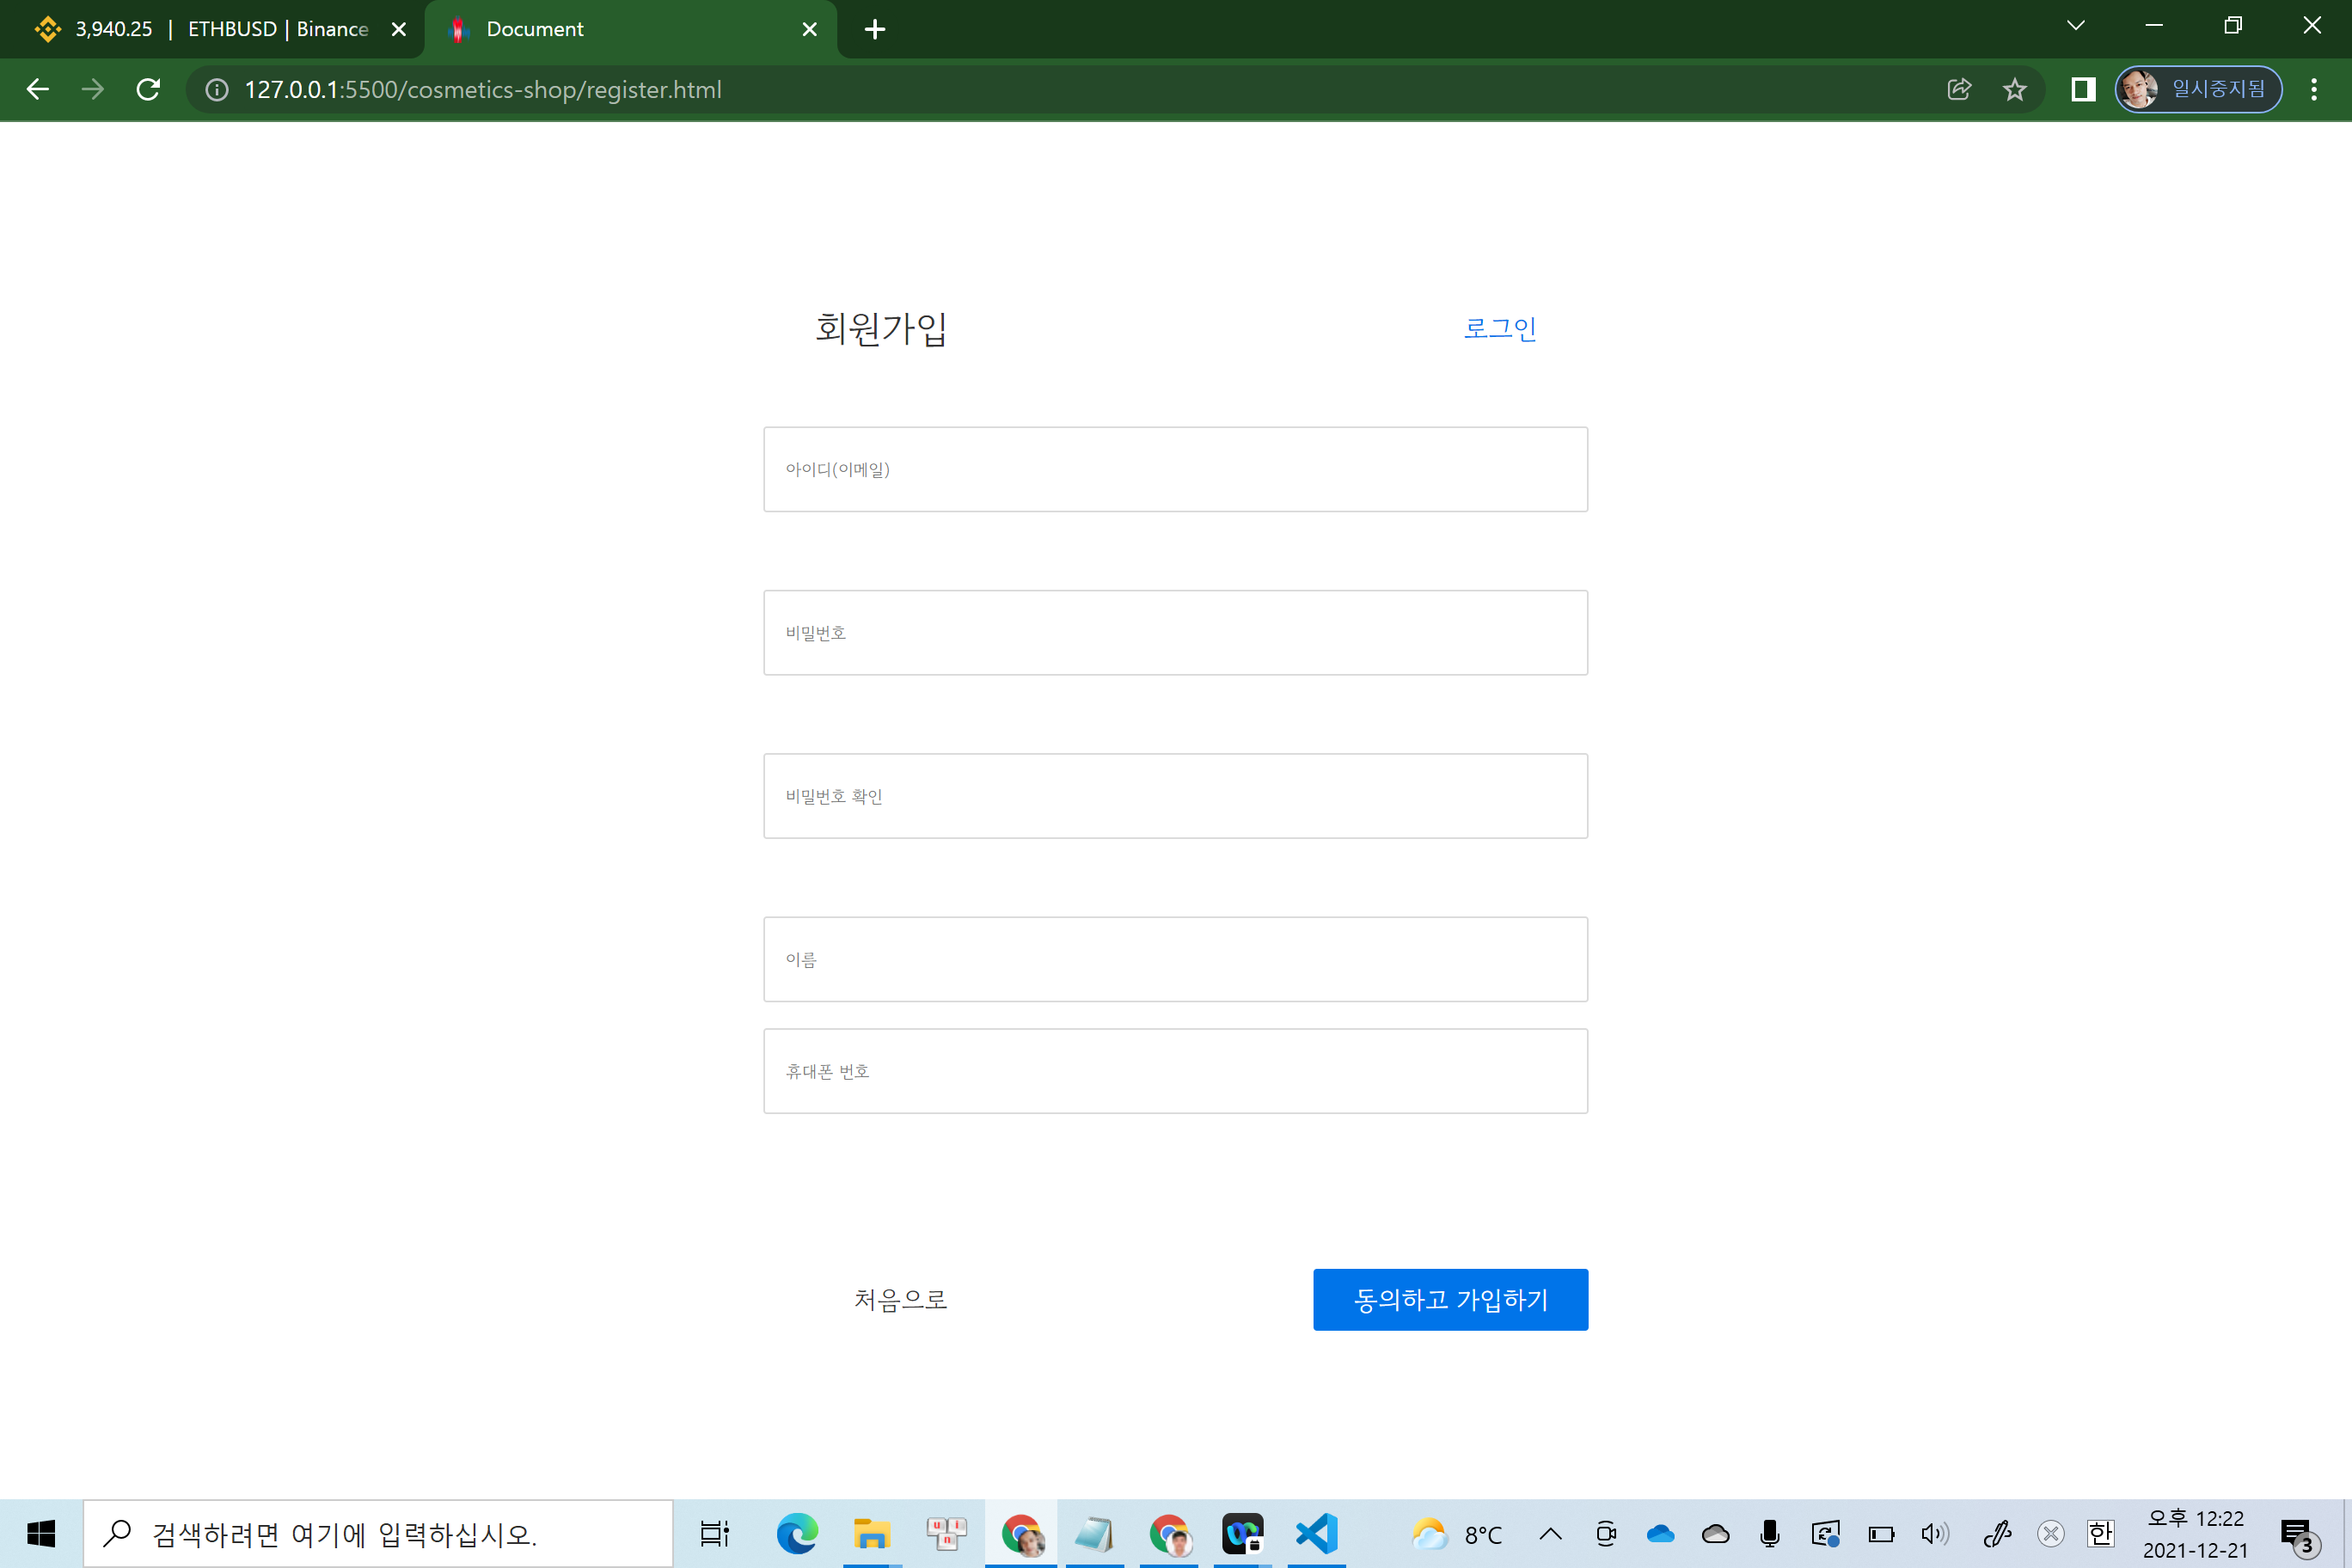 3,940.25 | ETHBUSD | Binance
Document
127.0.0.1:5500/cosmetics-shop/register.html
일시중지됨
회원가입
로그인
아이디(이메일)
비밀번호
비밀번호 확인
이름
휴대폰 번호
처음으로
동의하고 가입하기
검색하려면 여기에 입력하십시오.
u i n
8°C
한
오후 12:22
2021-12-21
3